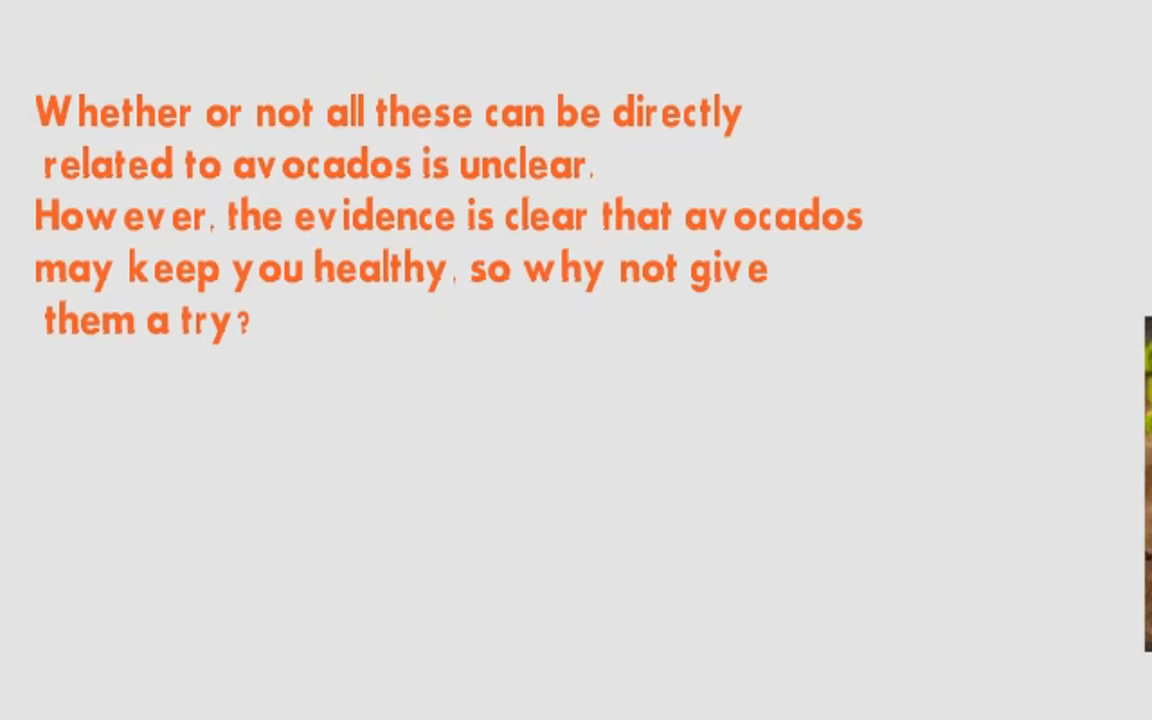 Whether or not all these can be directly
related to avocados is unclear.
However, the evidence is clear that avocados
may keep you healthy, so why not give
them a try?